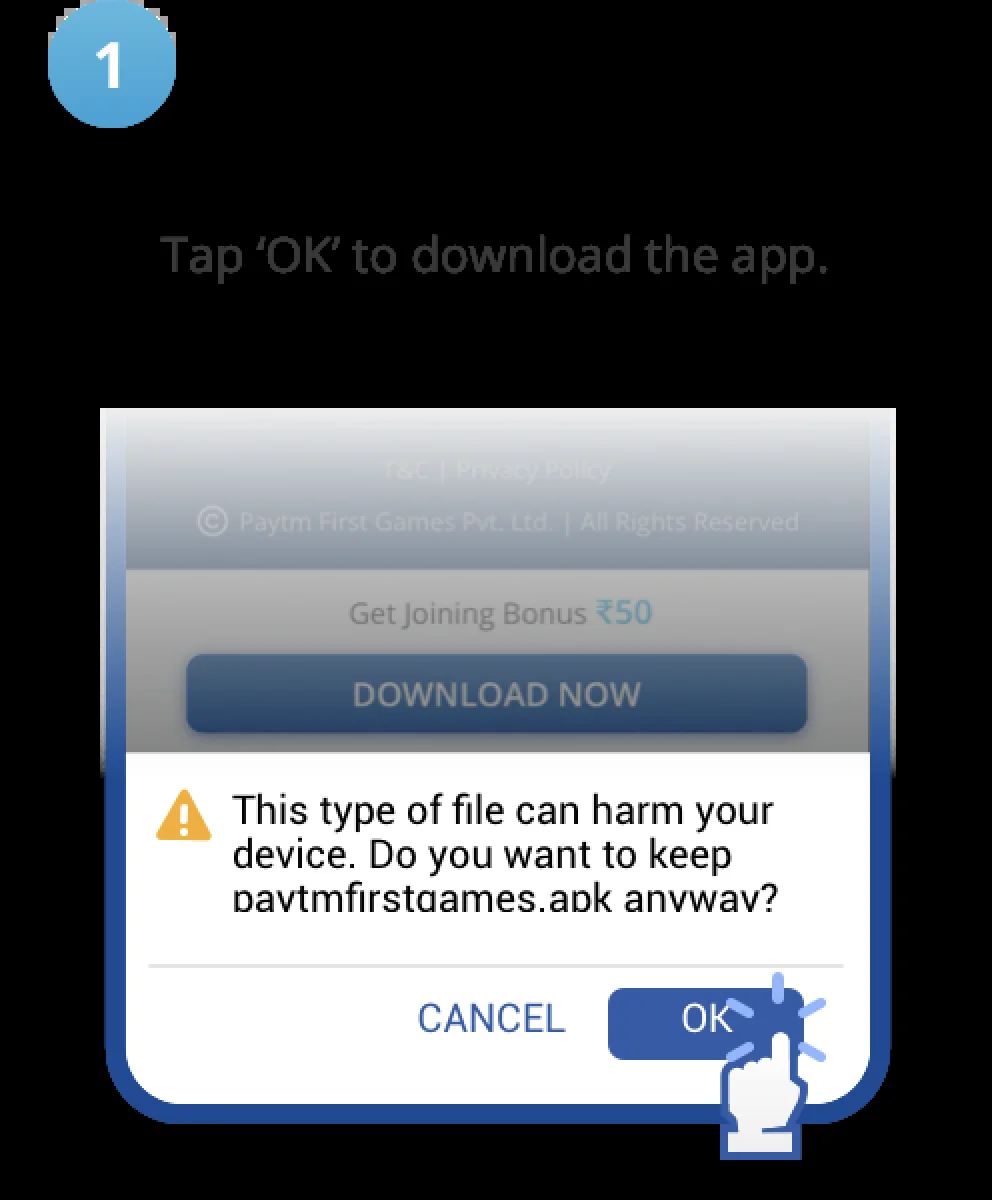 1
Tap ‘OK’ to download the app.
T&C | Privacy Policy
© Paytm First Games Pvt. Ltd. | All Rights Reserved
Get Joining Bonus ₹50
DOWNLOAD NOW
This type of file can harm your
device. Do you want to keep
paytmfirstgames.apk anyway?
CANCEL
OK